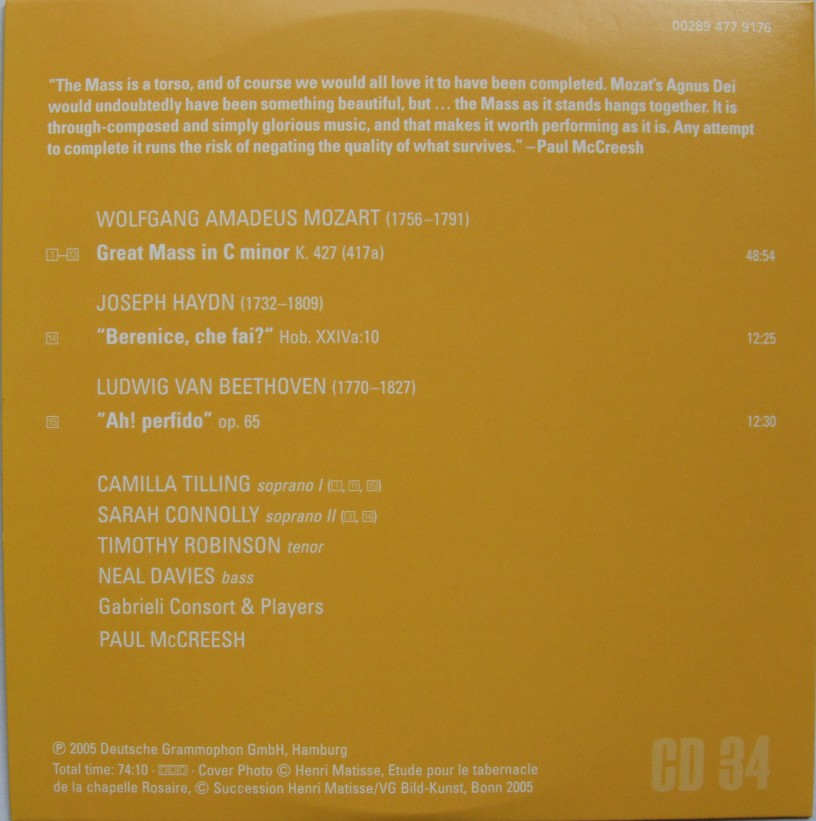 00289 477 9176
“The Mass is a torso, and of course we would all love it to have been completed. Mozat’s Agnus Dei
would undoubtedly have been something beautiful, but ... the Mass as it stands hangs together. It is
through-composed and simply glorious music, and that makes it worth performing as it is. Any attempt
to complete it runs the risk of negating the quality of what survives.” –Paul McCreesh
WOLFGANG AMADEUS MOZART (1756–1791)
Great Mass in C minor K. 427 (417a) 48:54
JOSEPH HAYDN (1732–1809)
14 “Berenice, che fai?“ Hob. XXIVa:10 12:25
LUDWIG VAN BEETHOVEN (1770–1827)
15 “Ah! perfido” op. 65 12:30
CAMILLA TILLING soprano I
SARAH CONNOLLY soprano II
TIMOTHY ROBINSON tenor
NEAL DAVIES bass
Gabrieli Consort & Players
PAUL McCREESH
℗ 2005 Deutsche Grammophon GmbH, Hamburg
Total time: 74:10 · DDD · Cover Photo © Henri Matisse, Etude pour le tabernacle
de la chapelle Rosaire, © Succession Henri Matisse/VG Bild-Kunst, Bonn 2005
CD 34